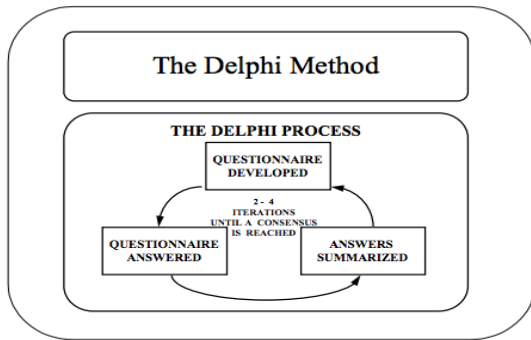 The Delphi Method
THE DELPHI PROCESS
QUESTIONNAIRE
DEVELOPED
2 - 4
ITERATIONS
UNTIL A CONSENSUS
IS REACHED
QUESTIONNAIRE
ANSWERED
ANSWERS
SUMMARIZED